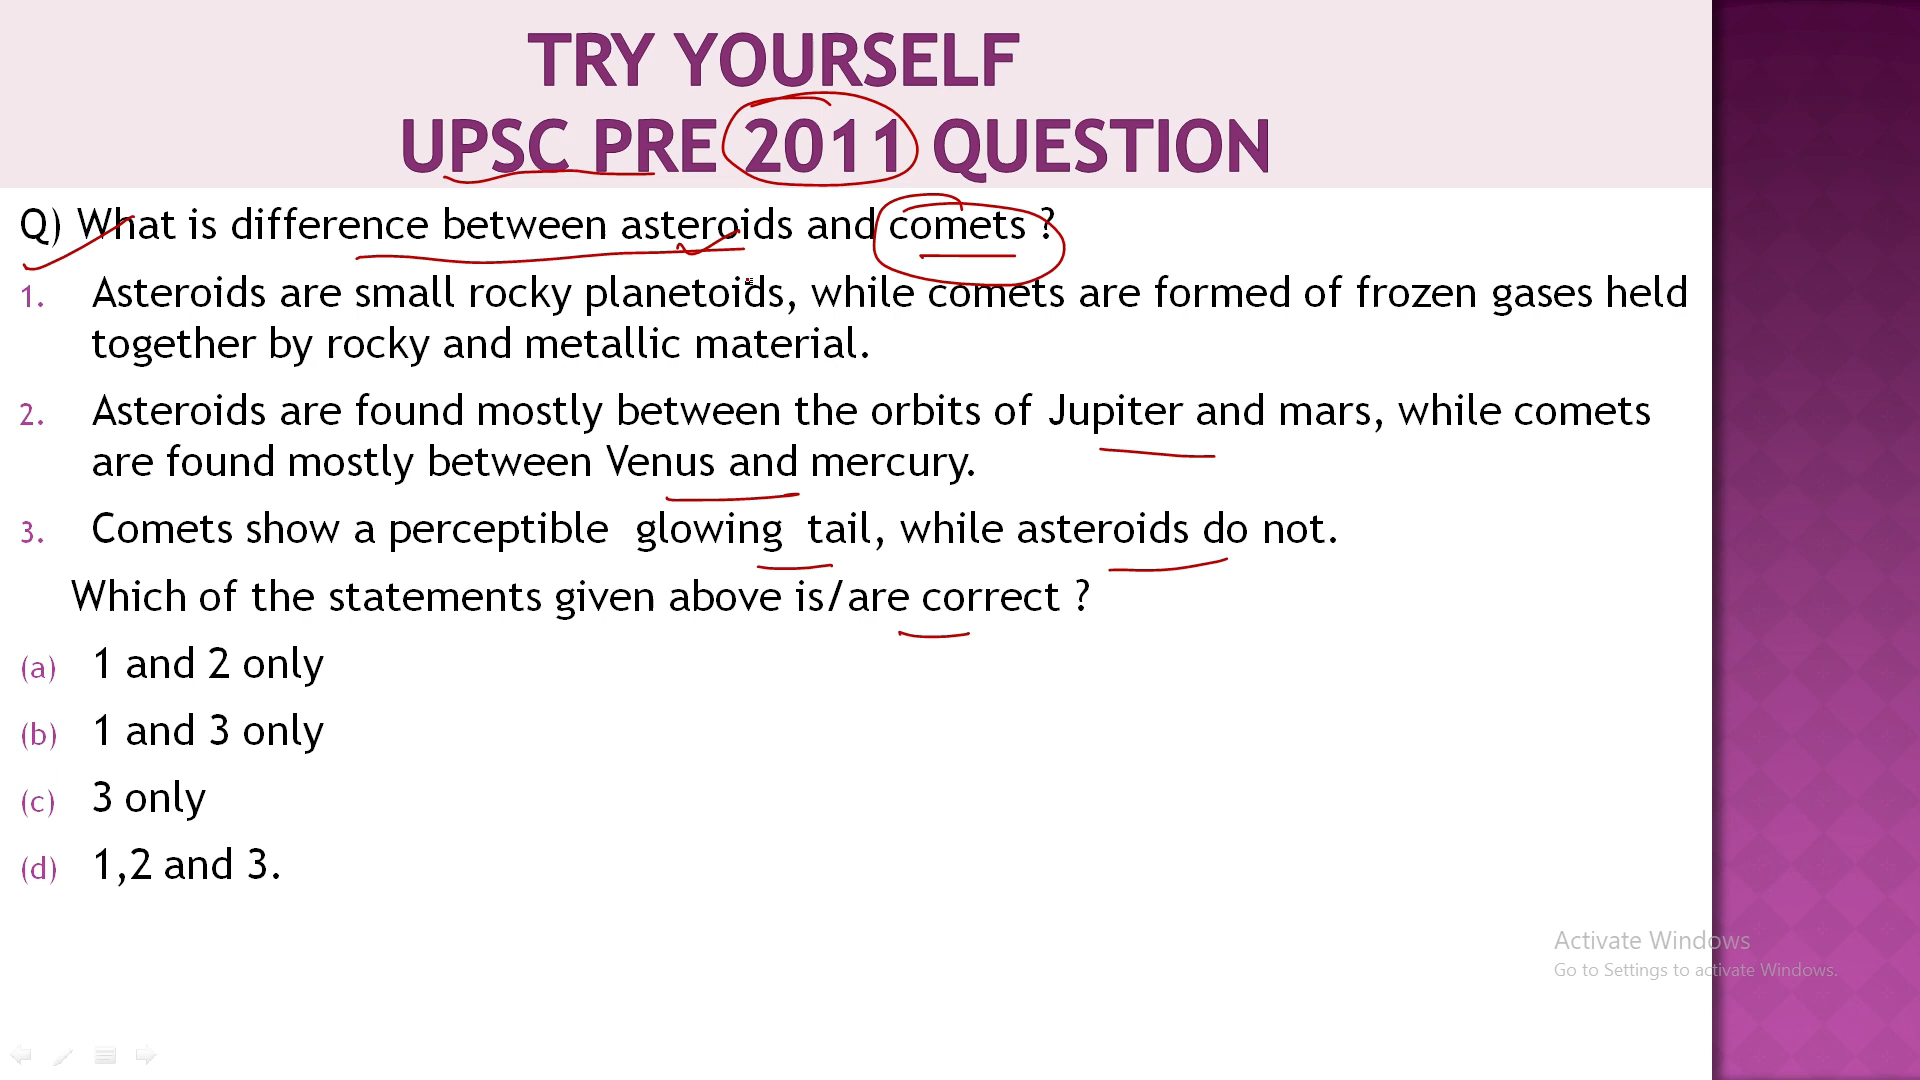 TRY YOURSELF
UPSC PRE 2011 QUESTION
Q) What is difference between asteroids and comets ?
1. Asteroids are small rocky planetoids, while comets are formed of frozen gases held
together by rocky and metallic material.
2. Asteroids are found mostly between the orbits of Jupiter and mars, while comets
are found mostly between Venus and mercury.
3. Comets show a perceptible glowing tail, while asteroids do not.
Which of the statements given above is/are correct ?
(a) 1 and 2 only
(b) 1 and 3 only
(c) 3 only
(d) 1,2 and 3.
Activate Windows
Go to Settings to activate Windows.